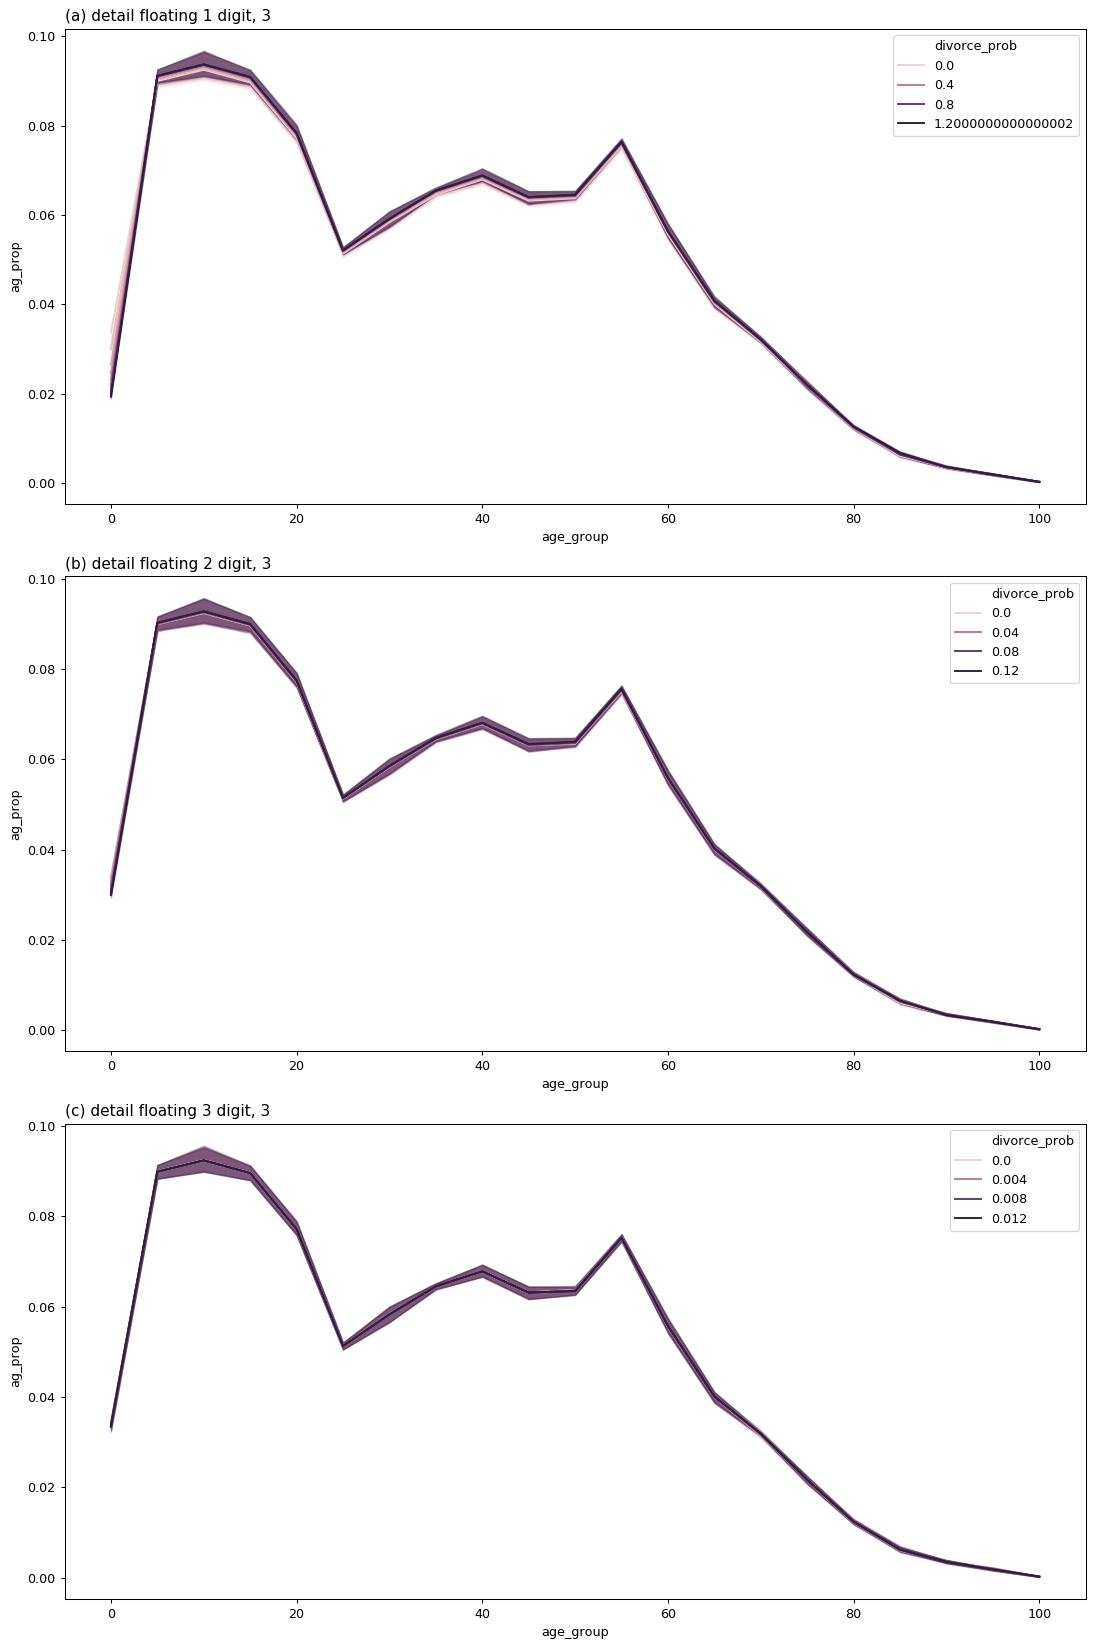 (a) detail floating 1 digit, 3
0.10
0.08
0.06
0.04
0.02
0.00
ag_prop
divorce_prob
0.0
0.4
0.8
1.2000000000000002
0 20 40 60 80 100
age_group
(b) detail floating 2 digit, 3
0.10
0.08
0.06
0.04
0.02
0.00
ag_prop
divorce_prob
0.0
0.04
0.08
0.12
0 20 40 60 80 100
age_group
(c) detail floating 3 digit, 3
0.10
0.08
0.06
0.04
0.02
0.00
ag_prop
divorce_prob
0.0
0.004
0.008
0.012
0 20 40 60 80 100
age_group